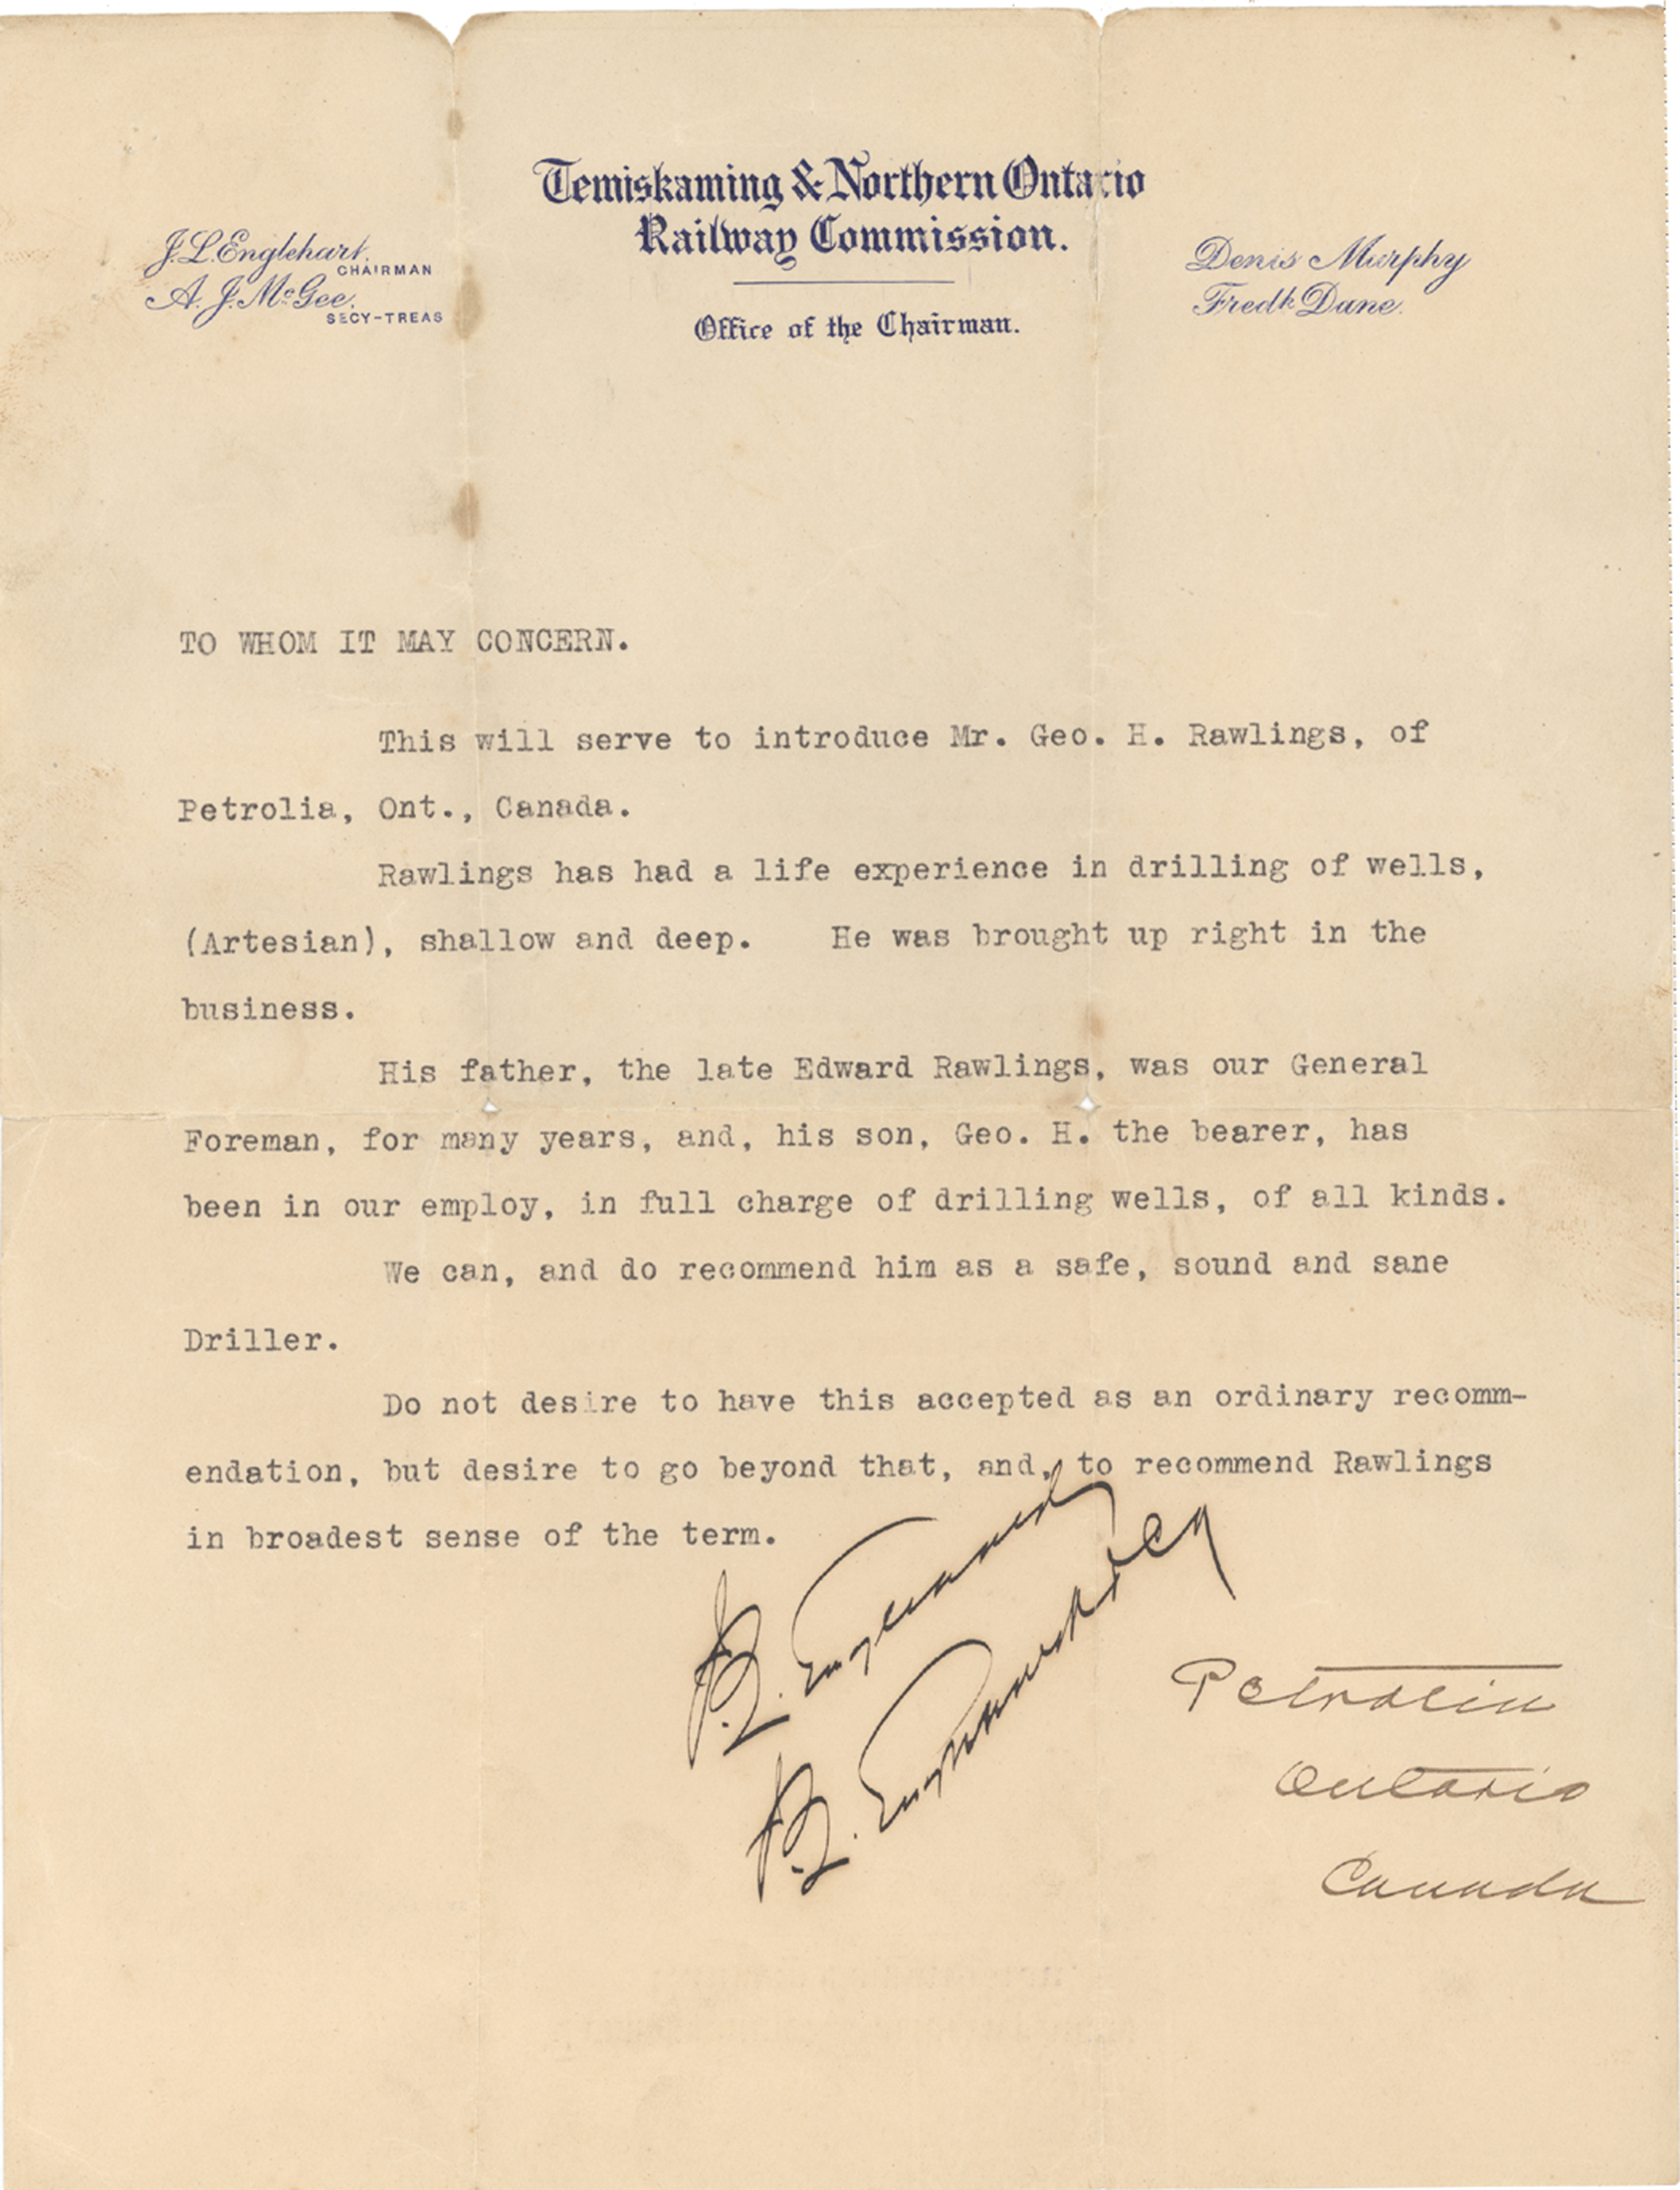 Temiskaming & Northern Ontario
Railway Commission.
J. L. Englehart,
CHAIRMAN
A. J. McGee.
SECY-TREAS
Denis Murphy
Fredk Dane.
Office of the Chairman.
TO WHOM IT MAY CONCERN.
This will serve to introduce Mr. Geo. H. Rawlings, of
Petrolia, Ont., Canada.
Rawlings has had a life experience in drilling of wells,
(Artesian), shallow and deep. He was brought up right in the
business.
His father, the late Edward Rawlings, was our General
Foreman, for many years, and, his son, Geo. H. the bearer, has
been in our employ, in full charge of drilling wells, of all kinds.
We can, and do recommend him as a safe, sound and sane
Driller.
Do not desire to have this accepted as an ordinary recomm-
endation, but desire to go beyond that, and, to recommend Rawlings
in broadest sense of the term.
J. L. Englehart
Petrolia
Ontario
Canada